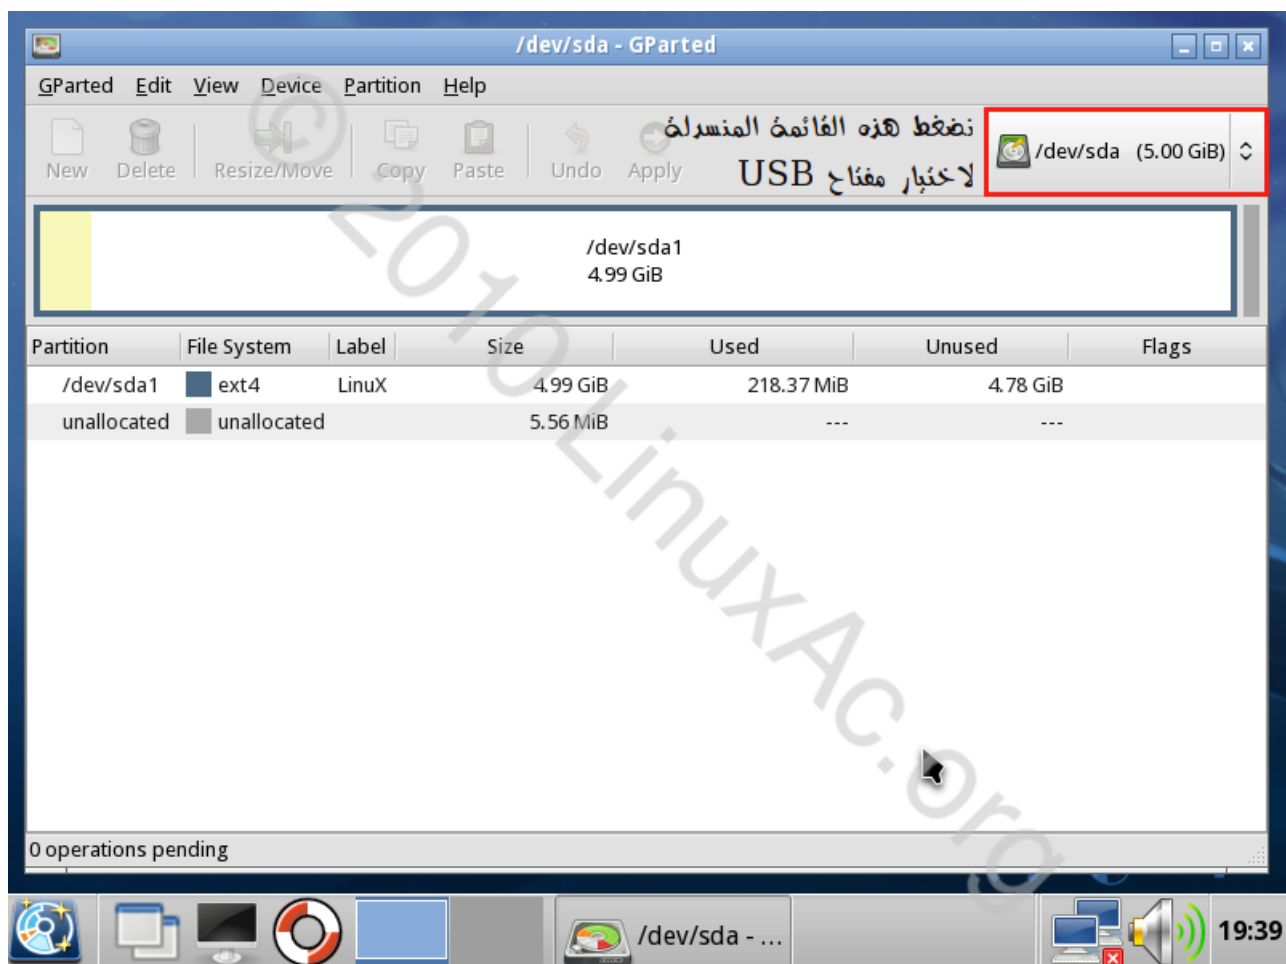 /dev/sda - GParted
GParted Edit View Device Partition Help
New Delete Resize/Move Copy Paste Undo Apply
نضغط هذه القائمة المنسدلة
لاختيار مفتاح USB
/dev/sda (5.00 GiB)
/dev/sda1
4.99 GiB
Partition File System Label Size Used Unused Flags
/dev/sda1 ext4 LinuX 4.99 GiB 218.37 MiB 4.78 GiB
unallocated unallocated 5.56 MiB --- ---
© 2010 LinuxAc.org
0 operations pending
/dev/sda - ...
19:39